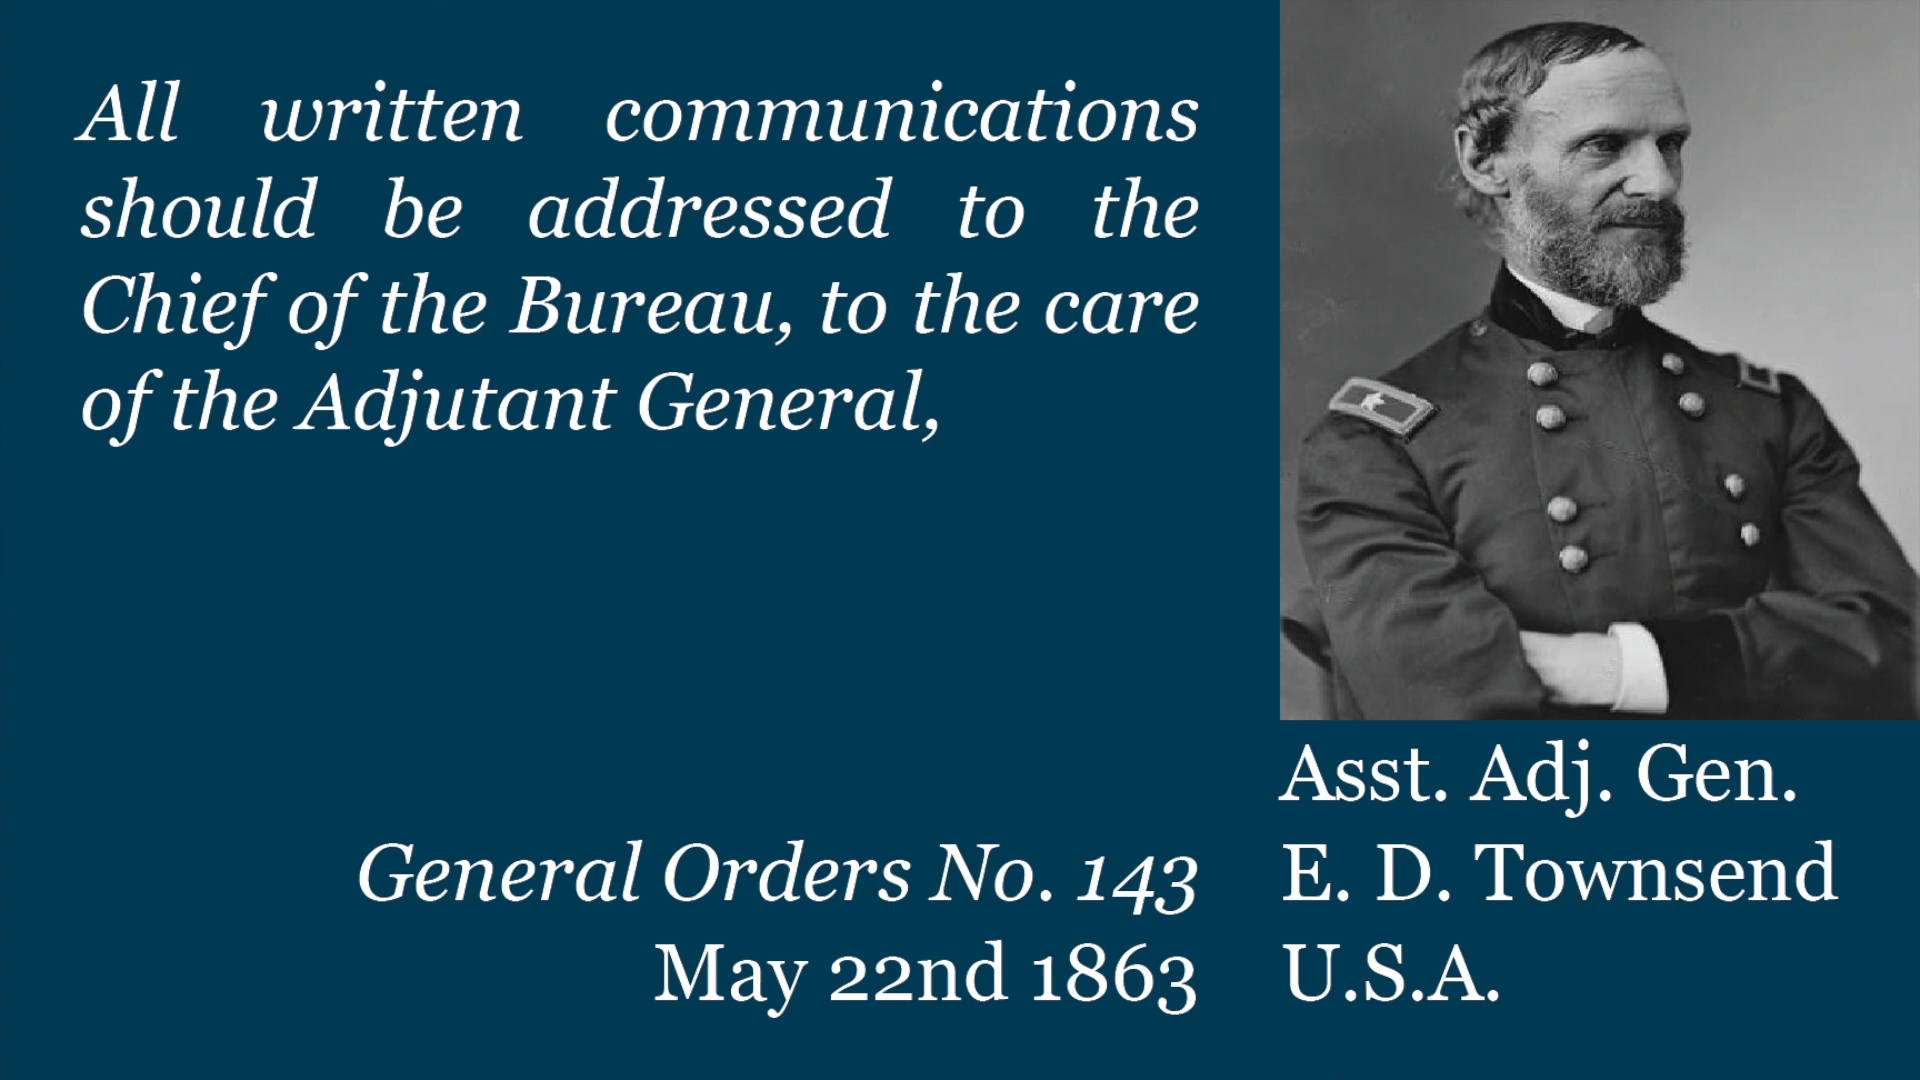 All written communications
should be addressed to the
Chief of the Bureau, to the care
of the Adjutant General,
General Orders No. 143
May 22nd 1863
Asst. Adj. Gen.
E. D. Townsend
U.S.A.